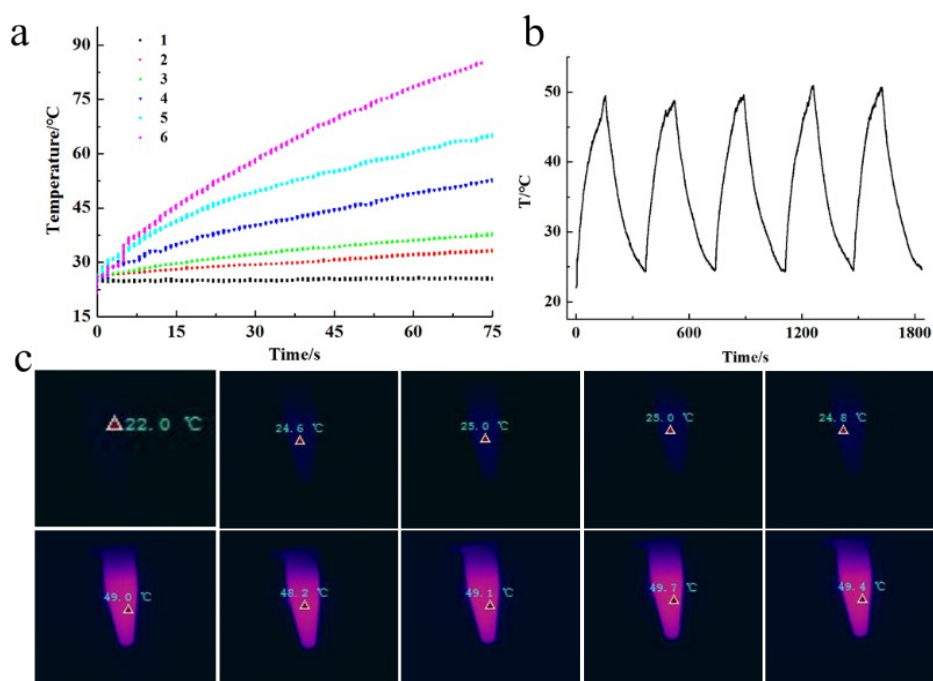 a
Temperature/°C
90
75
60
45
30
15
1
2
3
4
5
6
0 15 30 45 60 75
Time/s
b
T/°C
50
40
30
20
0 600 1200 1800
Time/s
c
22.0 °C
24.6 °C
25.0 °C
25.0 °C
24.8 °C
49.0 °C
48.2 °C
49.1 °C
49.7 °C
49.4 °C